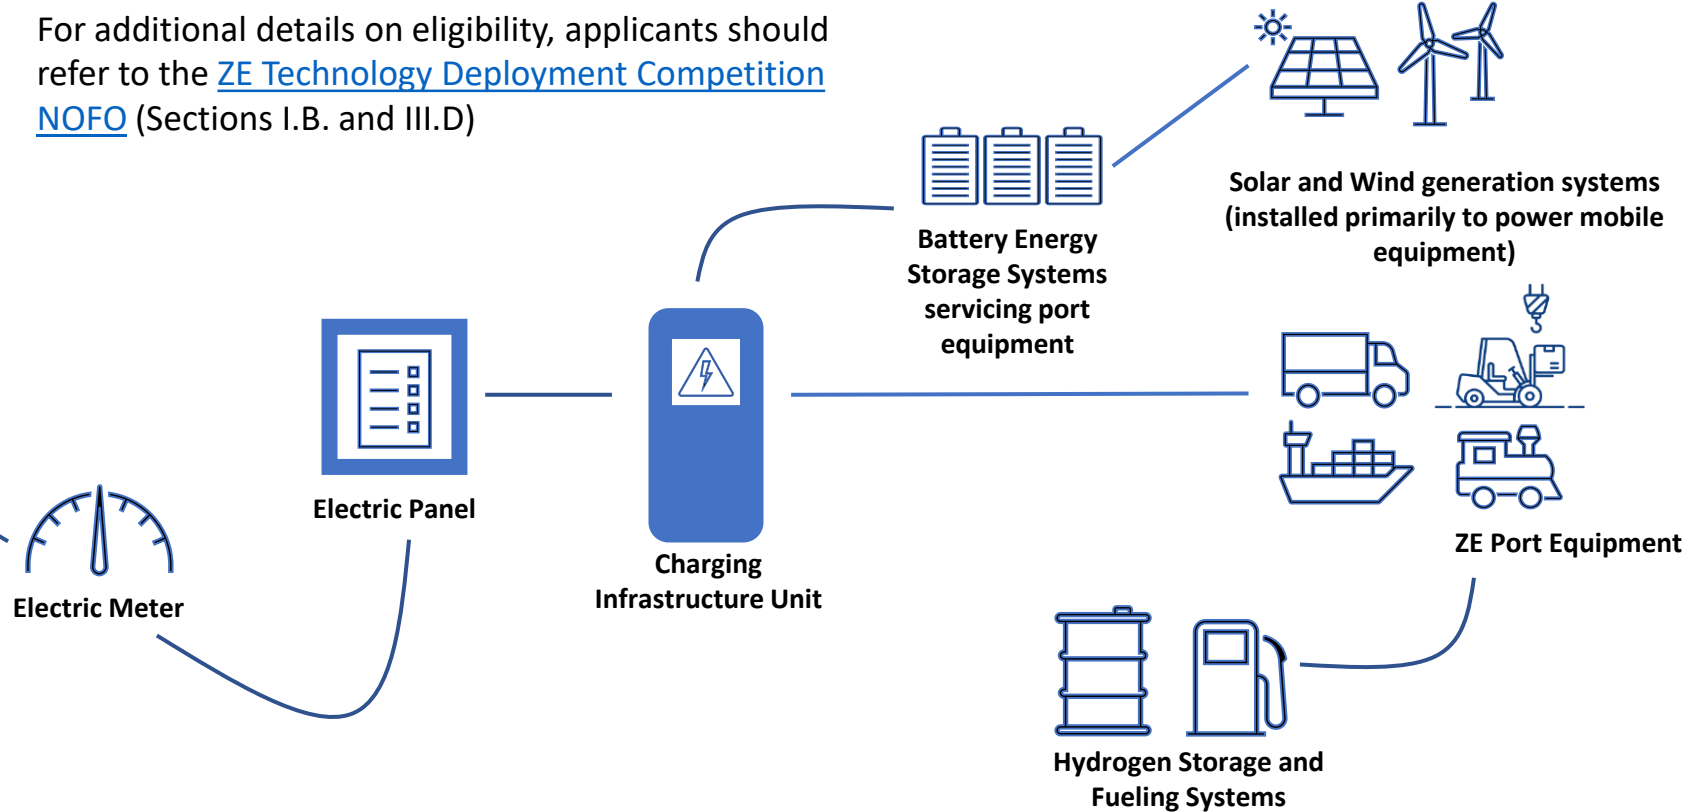 For additional details on eligibility, applicants should
refer to the ZE Technology Deployment Competition
NOFO (Sections I.B. and III.D)
Solar and Wind generation systems
(installed primarily to power mobile
equipment)
Battery Energy
Storage Systems
servicing port
equipment
Electric Panel
ZE Port Equipment
Charging
Infrastructure Unit
Electric Meter
Hydrogen Storage and
Fueling Systems